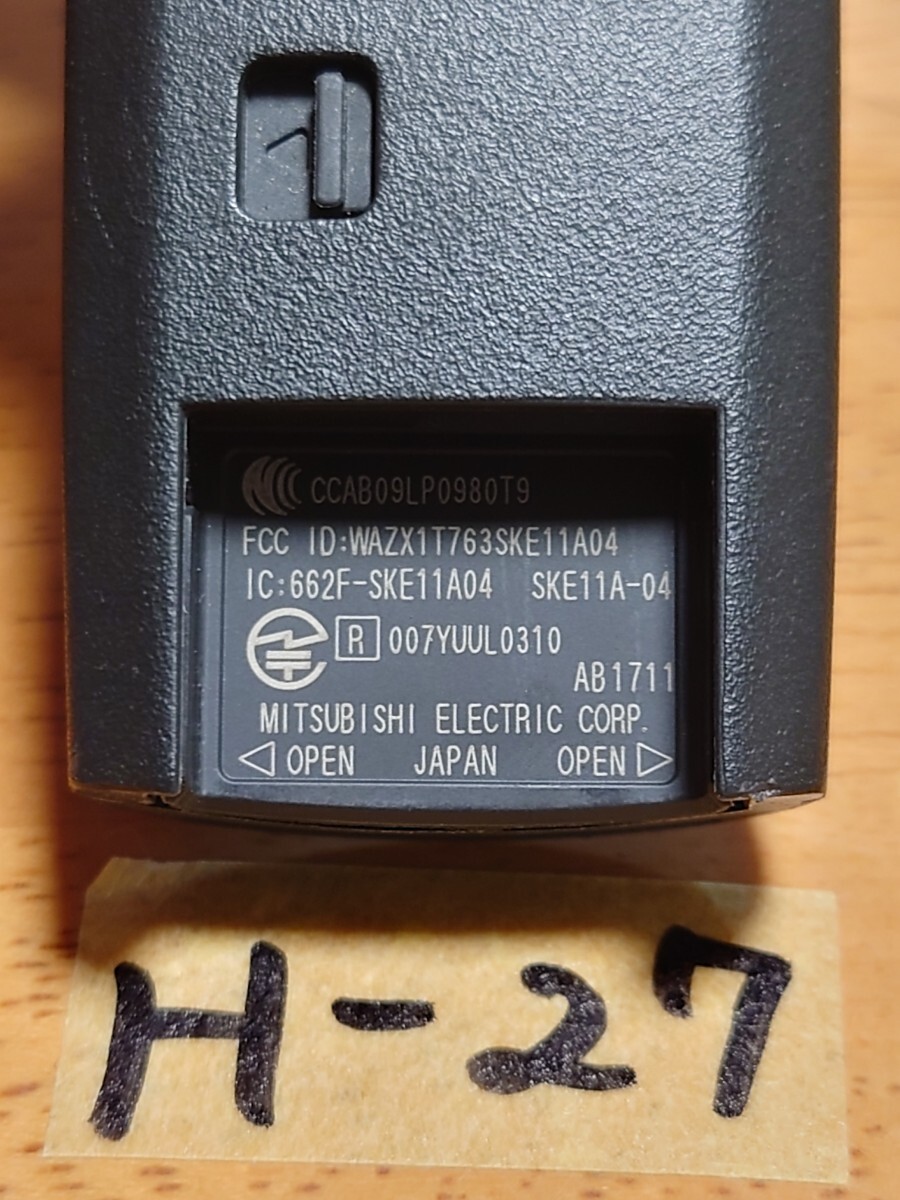 CCAB09LP0980T9
FCC ID:WAZX1T763SKE11A04
IC:662F-SKE11A04 SKE11A-04
R 007YUUL0310
AB1711
MITSUBISHI ELECTRIC CORP.
◁ OPEN JAPAN OPEN ▷
H-27